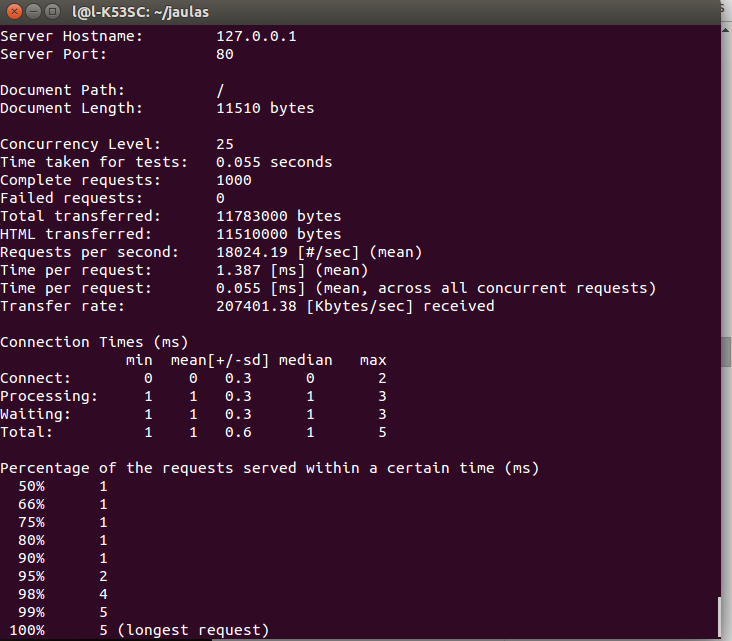 l@l-K53SC: ~/jaulas
Server Hostname:        127.0.0.1
Server Port:            80

Document Path:          /
Document Length:        11510 bytes

Concurrency Level:      25
Time taken for tests:   0.055 seconds
Complete requests:      1000
Failed requests:        0
Total transferred:      11783000 bytes
HTML transferred:       11510000 bytes
Requests per second:    18024.19 [#/sec] (mean)
Time per request:       1.387 [ms] (mean)
Time per request:       0.055 [ms] (mean, across all concurrent requests)
Transfer rate:          207401.38 [Kbytes/sec] received

Connection Times (ms)
              min  mean[+/-sd] median   max
Connect:        0    0   0.3      0       2
Processing:     1    1   0.3      1       3
Waiting:        1    1   0.3      1       3
Total:          1    1   0.6      1       5

Percentage of the requests served within a certain time (ms)
  50%      1
  66%      1
  75%      1
  80%      1
  90%      1
  95%      2
  98%      4
  99%      5
 100%      5 (longest request)